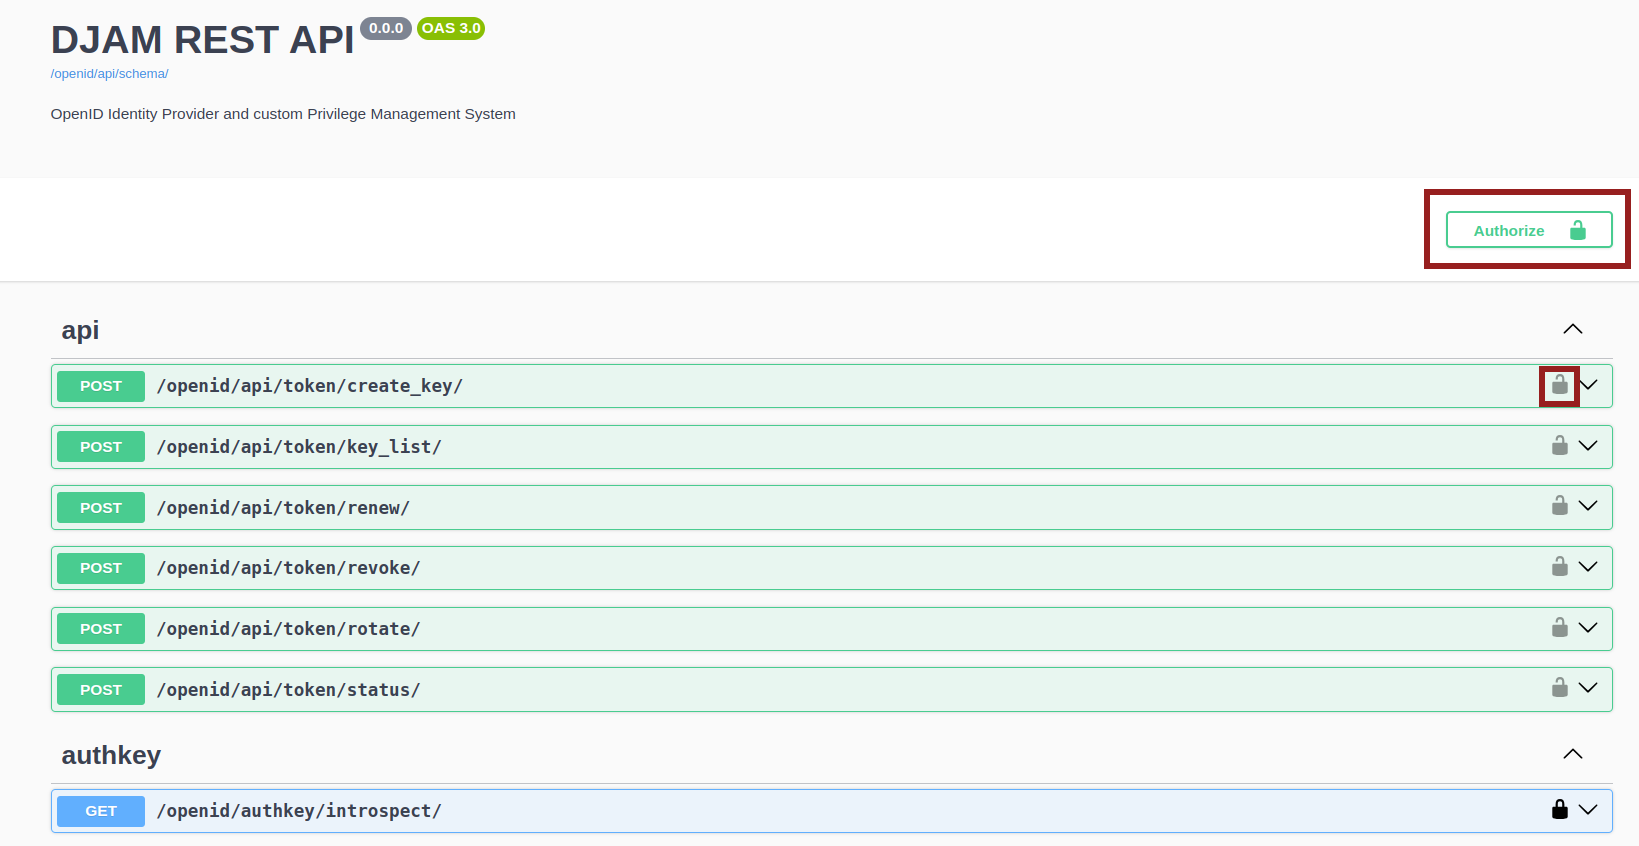 DJAM REST API 0.0.0 OAS 3.0
/openid/api/schema/
OpenID Identity Provider and custom Privilege Management System
Authorize
api
POST /openid/api/token/create_key/
POST /openid/api/token/key_list/
POST /openid/api/token/renew/
POST /openid/api/token/revoke/
POST /openid/api/token/rotate/
POST /openid/api/token/status/
authkey
GET /openid/authkey/introspect/